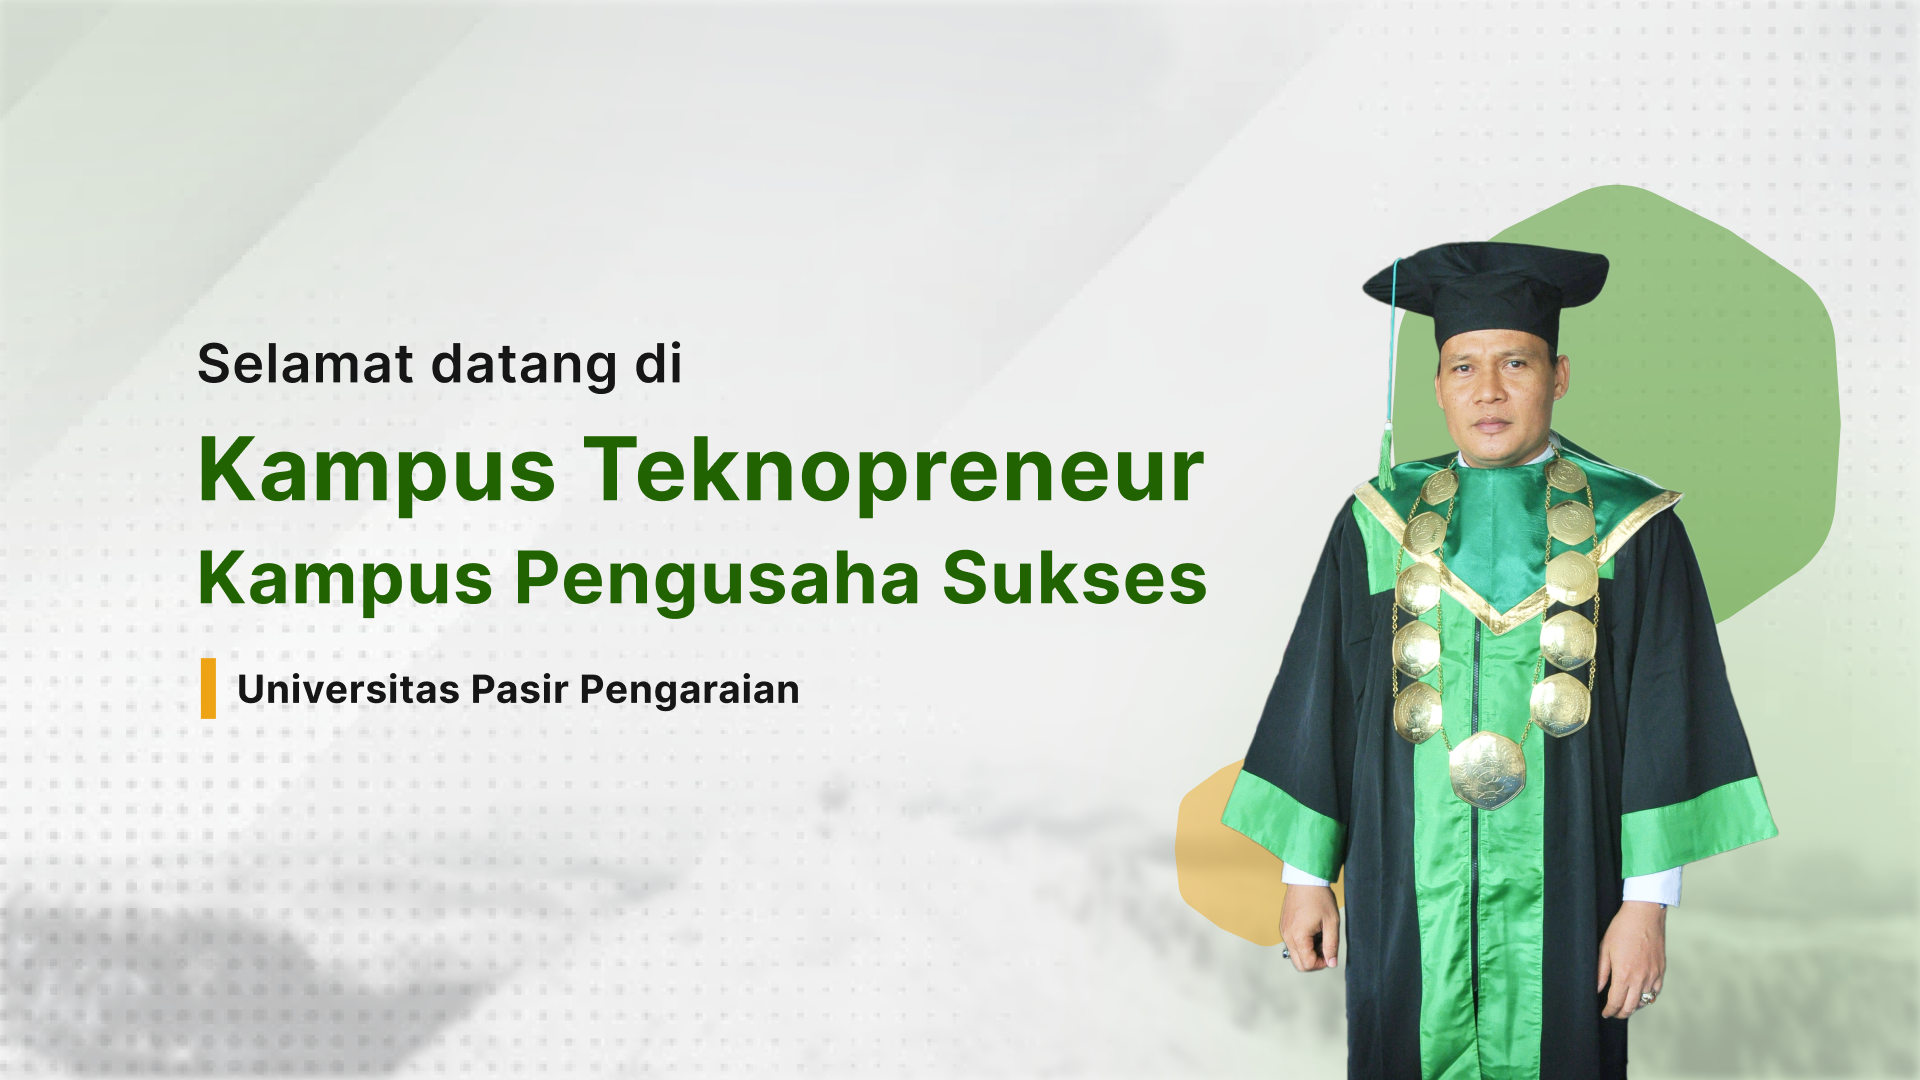 Selamat datang di
Kampus Teknopreneur
Kampus Pengusaha Sukses
Universitas Pasir Pengaraian